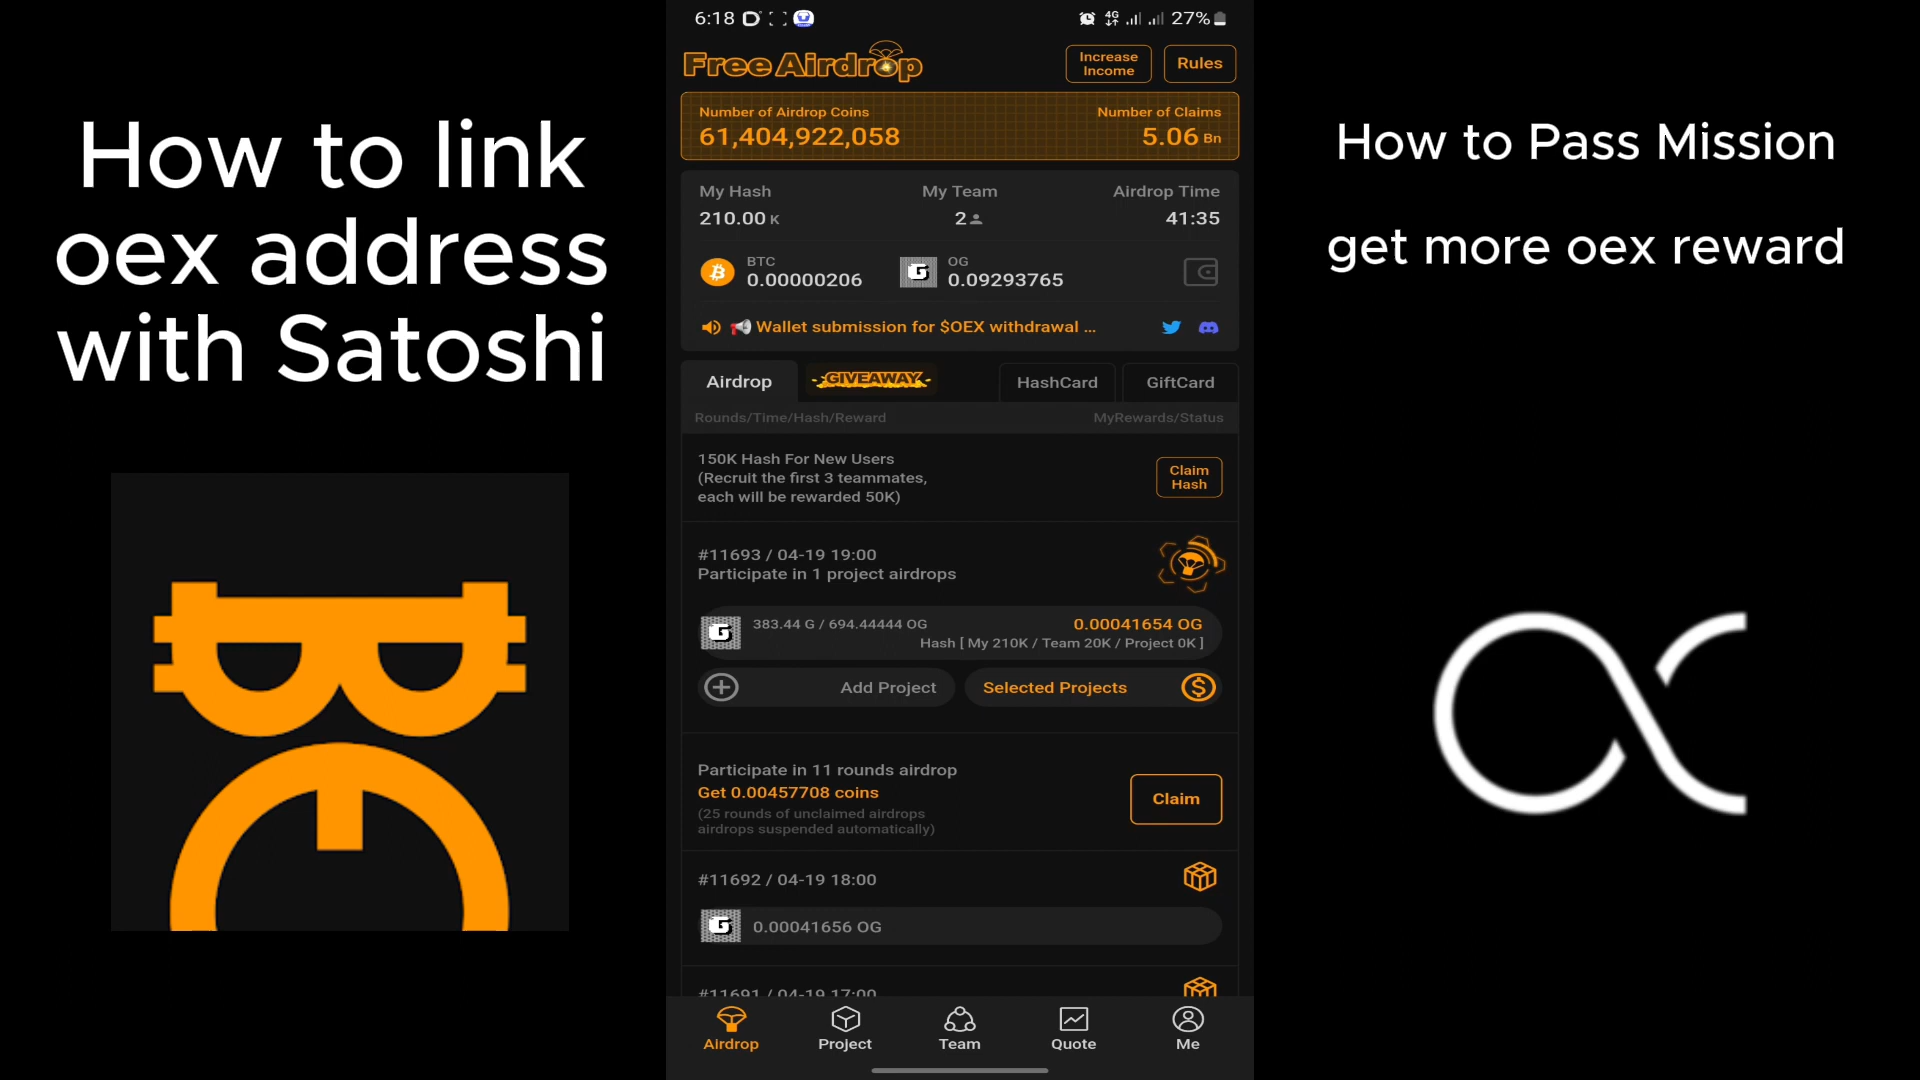 How to link
oex address
with Satoshi
6:18
4G
27%
Free Airdrop
Increase
Income
Rules
Number of Airdrop Coins
Number of Claims
61,404,922,058
5.06 Bn
My Hash
My Team
Airdrop Time
210.00 K
2
41:35
BTC
0.00000206
OG
0.09293765
Wallet submission for $OEX withdrawal ...
Airdrop
GIVEAWAY
HashCard
GiftCard
Rounds/Time/Hash/Reward
MyRewards/Status
150K Hash For New Users
(Recruit the first 3 teammates,
each will be rewarded 50K)
Claim
Hash
#11693 / 04-19 19:00
Participate in 1 project airdrops
383.44 G / 694.44444 OG
0.00041654 OG
Hash [ My 210K / Team 20K / Project 0K ]
Add Project
Selected Projects
Participate in 11 rounds airdrop
Get 0.00457708 coins
(25 rounds of unclaimed airdrops
airdrops suspended automatically)
Claim
#11692 / 04-19 18:00
0.00041656 OG
#11691 / 04-19 17:00
Airdrop
Project
Team
Quote
Me
How to Pass Mission
get more oex reward